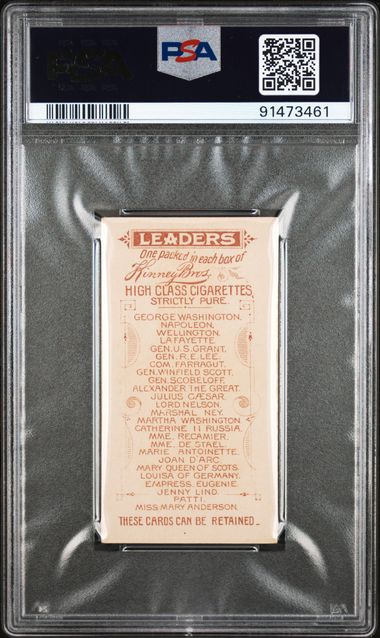 PSA
91473461
LEADERS
One packed in each box of
Kinney Bros.
HIGH CLASS CIGARETTES
STRICTLY PURE.
GEORGE WASHINGTON,
NAPOLEON,
WELLINGTON,
LA FAYETTE,
GEN. U.S. GRANT,
GEN. R.E. LEE,
COM. FARRAGUT,
GEN. WINFIELD SCOTT,
GEN. SCOBELOFF,
ALEXANDER THE GREAT,
JULIUS CÆSAR,
LORD NELSON,
MARSHAL NEY,
MARTHA WASHINGTON
CATHERINE II RUSSIA,
MME. RECAMIER,
MME. DE STAEL,
MARIE ANTOINETTE,
JOAN D'ARC,
MARY QUEEN OF SCOTS,
LOUISA OF GERMANY,
EMPRESS EUGENIE,
JENNY LIND,
PATTI,
MISS MARY ANDERSON.
THESE CARDS CAN BE RETAINED